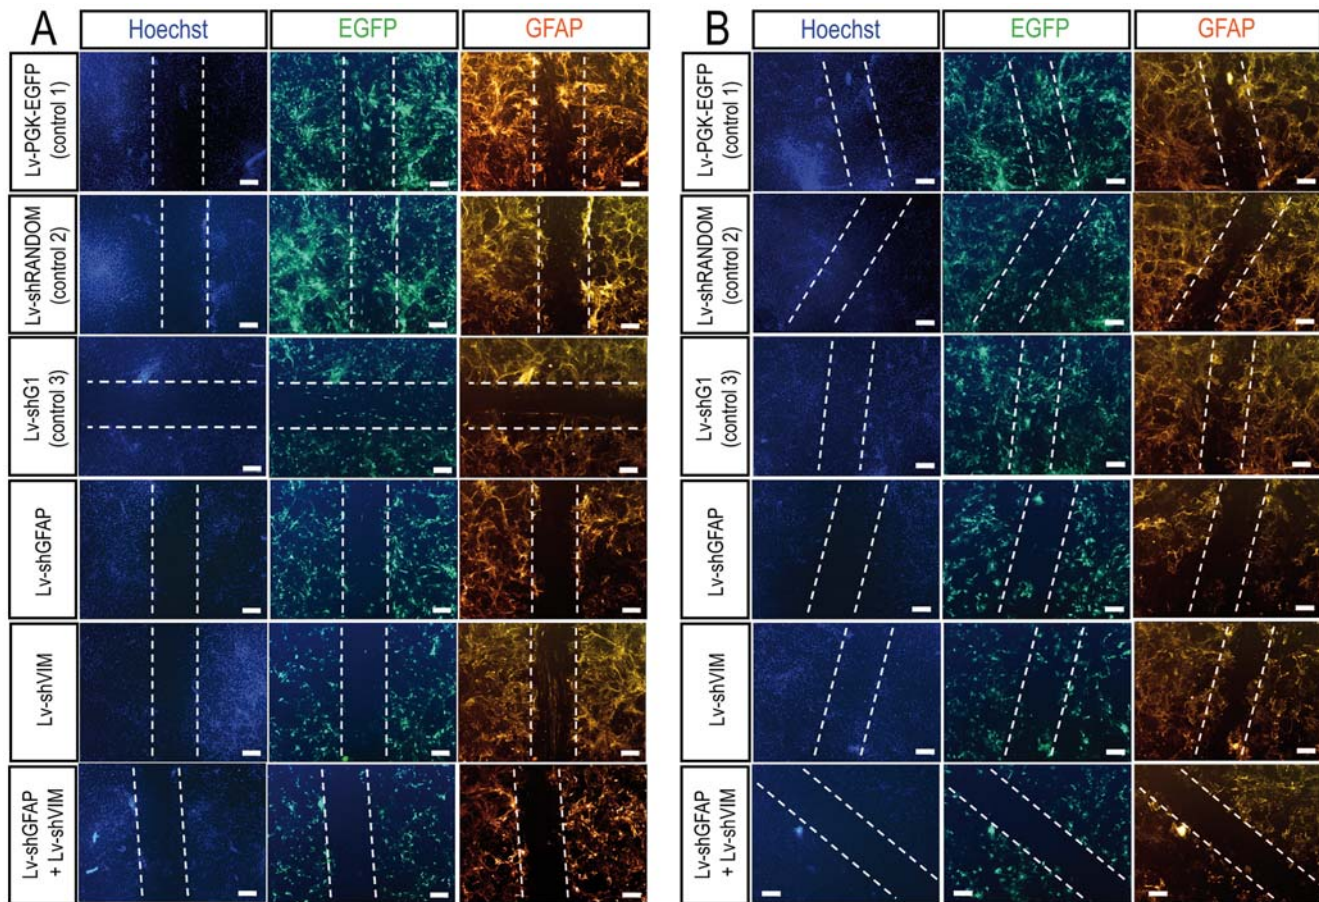 A Hoechst EGFP GFAP
B Hoechst EGFP GFAP
Lv-PGK-EGFP
(control 1)
Lv-shRANDOM
(control 2)
Lv-shG1
(control 3)
Lv-shGFAP
Lv-shVIM
Lv-shGFAP
+ Lv-shVIM
Lv-PGK-EGFP
(control 1)
Lv-shRANDOM
(control 2)
Lv-shG1
(control 3)
Lv-shGFAP
Lv-shVIM
Lv-shGFAP
+ Lv-shVIM